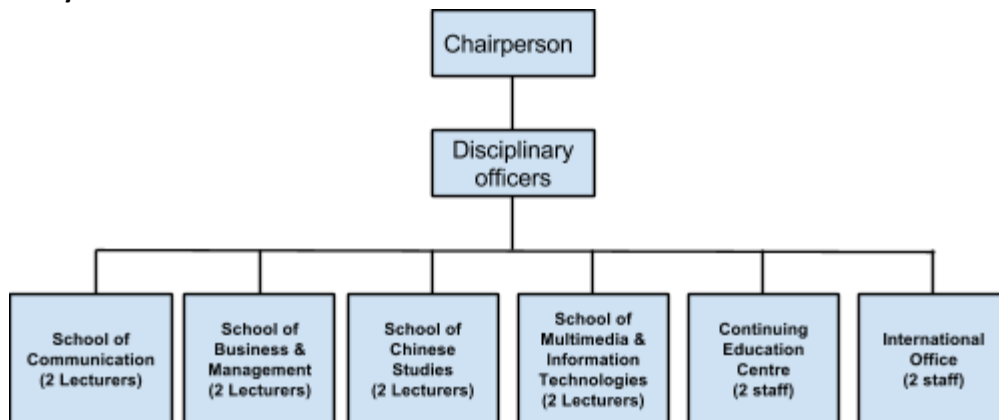 Chairperson
Disciplinary
officers
School of
Communication
(2 Lecturers)
School of
Business &
Management
(2 Lecturers)
School of
Chinese
Studies
(2 Lecturers)
School of
Multimedia &
Information
Technologies
(2 Lecturers)
Continuing
Education
Centre
(2 staff)
International
Office
(2 staff)